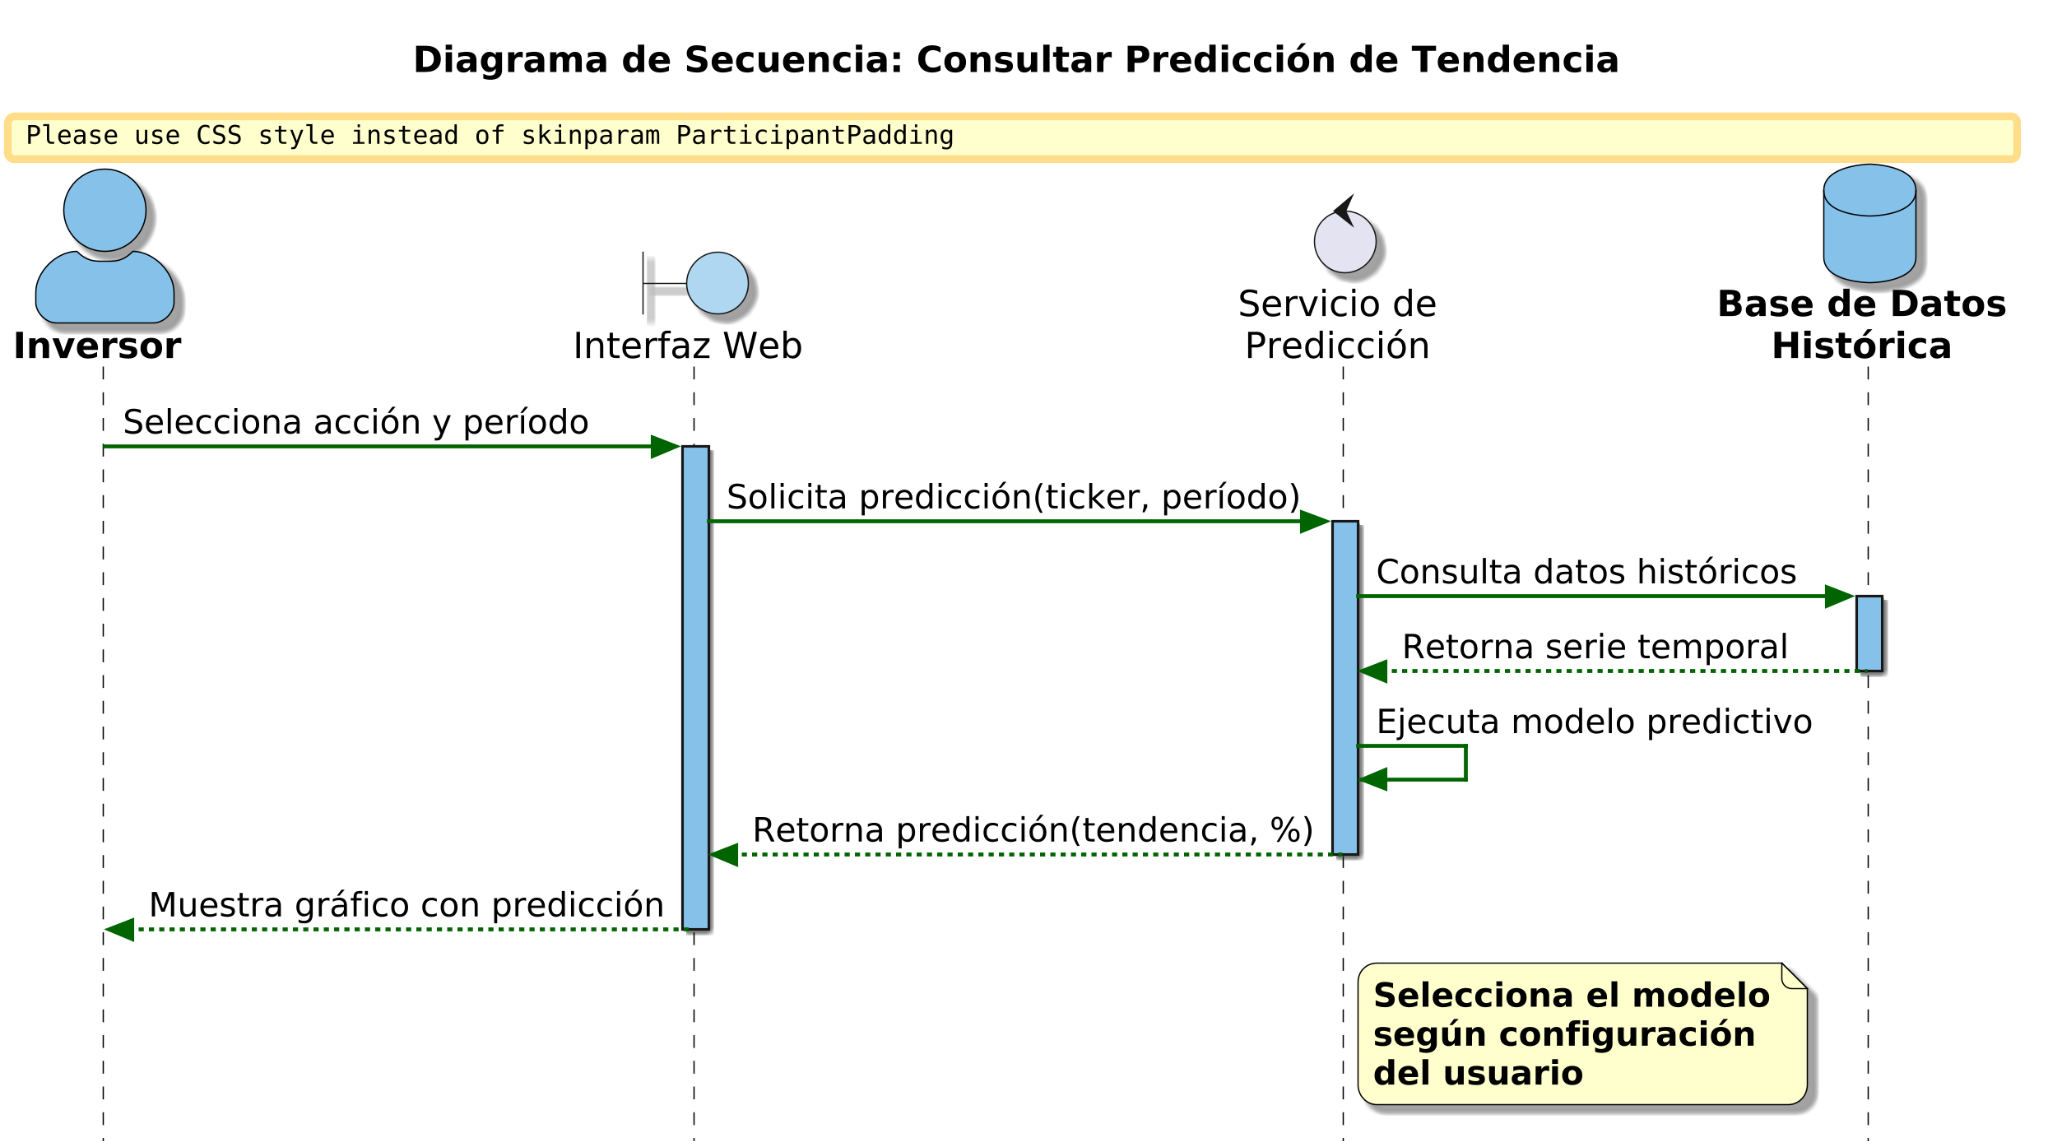 Diagrama de Secuencia: Consultar Predicción de Tendencia
Please use CSS style instead of skinparam ParticipantPadding
Inversor
Interfaz Web
Servicio de
Predicción
Base de Datos
Histórica
Selecciona acción y período
Solicita predicción(ticker, período)
Consulta datos históricos
Retorna serie temporal
Ejecuta modelo predictivo
Retorna predicción(tendencia, %)
Muestra gráfico con predicción
Selecciona el modelo
según configuración
del usuario